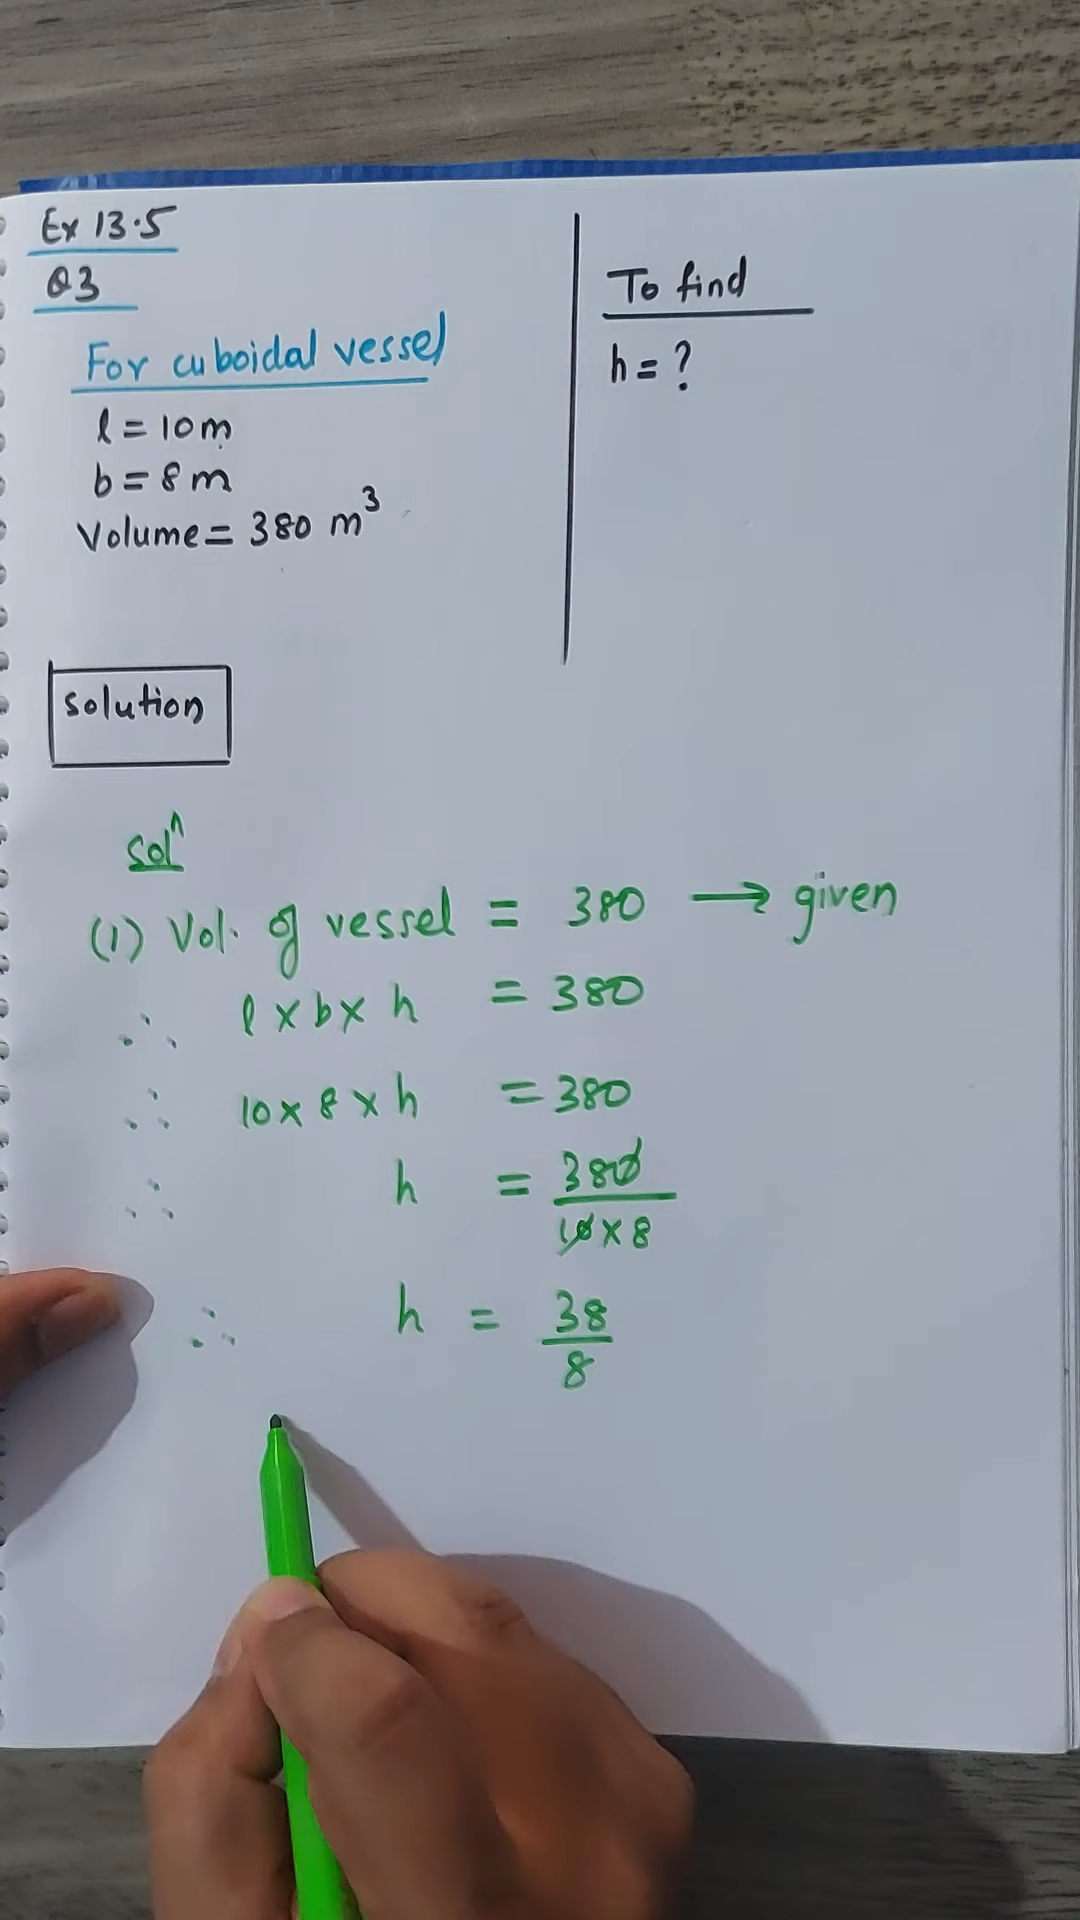 Ex 13.5
Q3
For cuboidal vessel
l = 10m
b = 8 m
Volume = 380 m³
To find
h = ?
Solution
Solⁿ
(1) Vol. of vessel = 380 → given
∴ l × b × h = 380
∴ 10 × 8 × h = 380
∴ h = 380/10 × 8
∴ h = 38/8